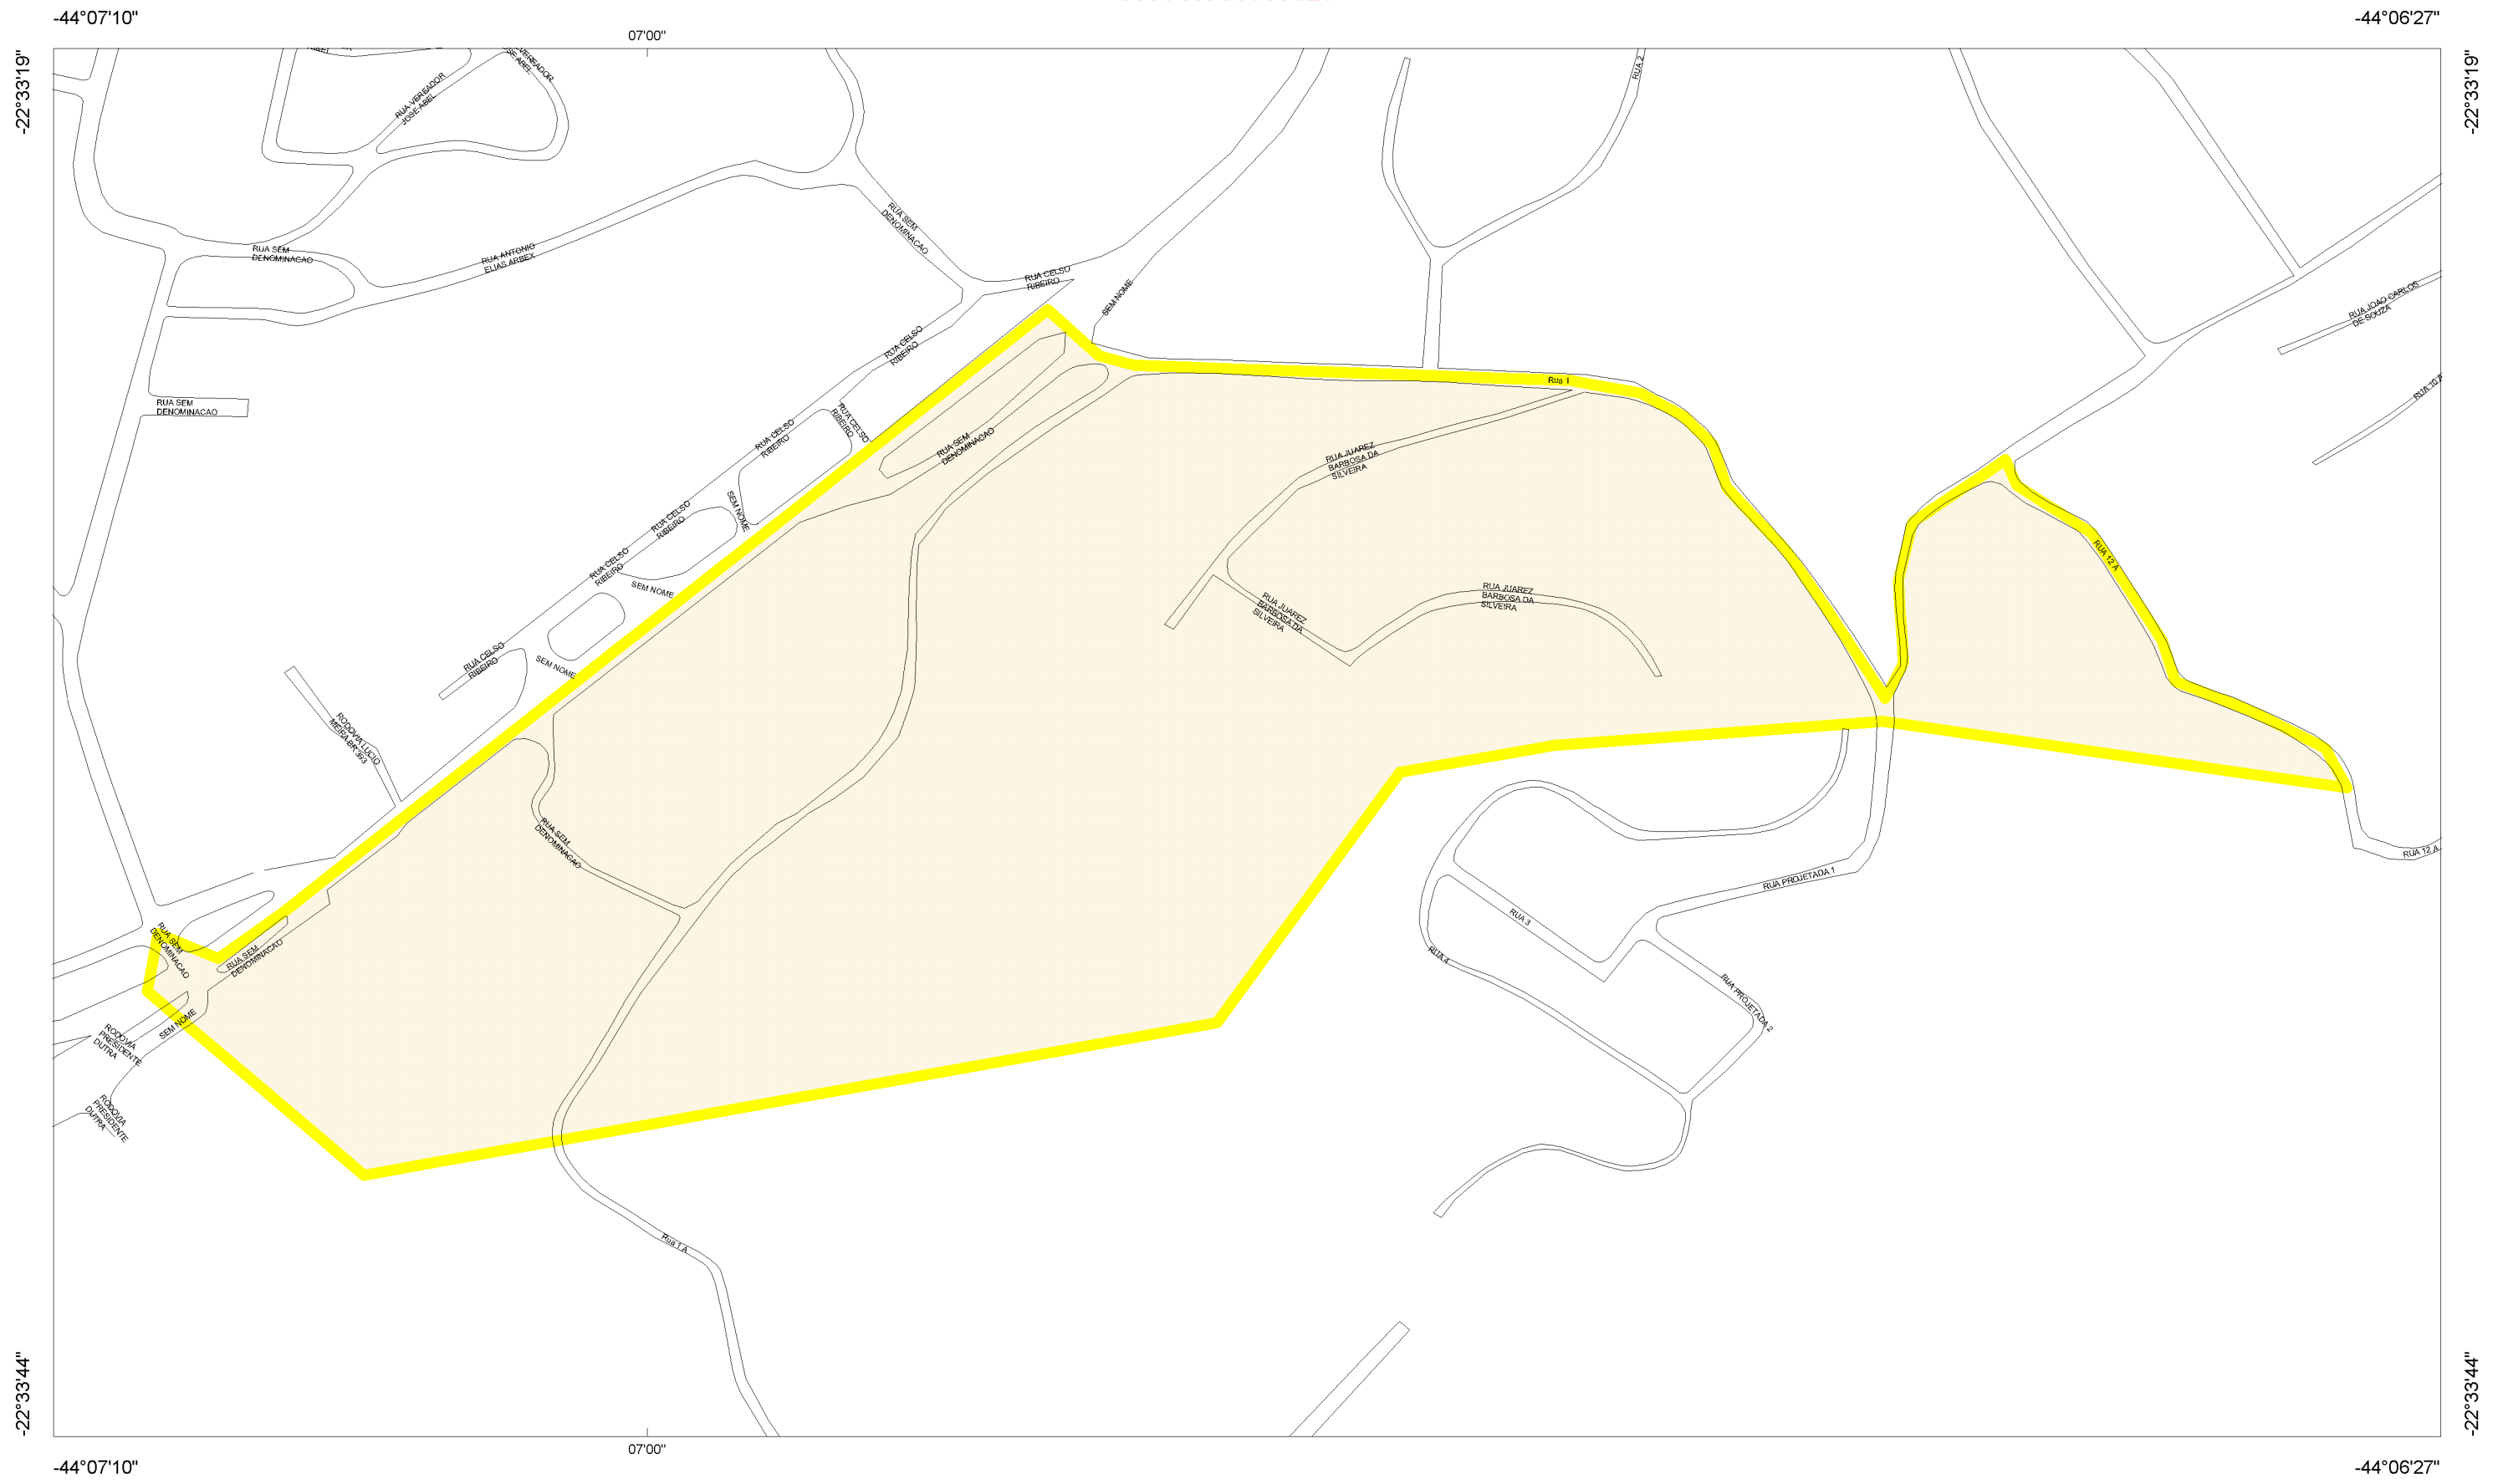 -44°07'10"
-44°06'27"
07'00"
-22°33'19"
-22°33'19"
RUA VEREADOR
JOSE ABEL
VEREADOR
JOSE ABEL
RUA 2
RUA SEM
DENOMINACAO
RUA SEM
DENOMINACAO
RUA ANTONIO
ELIAS ARBEX
RUA CELSO
RIBEIRO
SEM NOME
RUA JOAO CARLOS
DE SOUZA
RUA CELSO
RIBEIRO
Rua 1
RUA 10 A
RUA SEM
DENOMINACAO
RUA CELSO
RIBEIRO
RUA CELSO
RIBEIRO
RUA SEM
DENOMINACAO
RUA JUAREZ
BARBOSA DA
SILVEIRA
SEM NOME
RUA CELSO
RIBEIRO
RUA 12 A
RUA CELSO
RIBEIRO
SEM NOME
RUA JUAREZ
BARBOSA DA
SILVEIRA
RUA JUAREZ
BARBOSA DA
SILVEIRA
RUA CELSO
RIBEIRO
SEM NOME
RODOVIA LUCIO
MEIRA BR 393
RUA SEM
DENOMINACAO
RUA 12 A
RUA PROJETADA 1
RUA 3
RUA SEM
DENOMINACAO
RUA SEM
DENOMINACAO
RUA 4
RUA PROJETADA 2
SEM NOME
RODOVIA
PRESIDENTE
DUTRA
RODOVIA
PRESIDENTE
DUTRA
Rua 1 A
-22°33'44"
-22°33'44"
07'00"
-44°07'10"
-44°06'27"